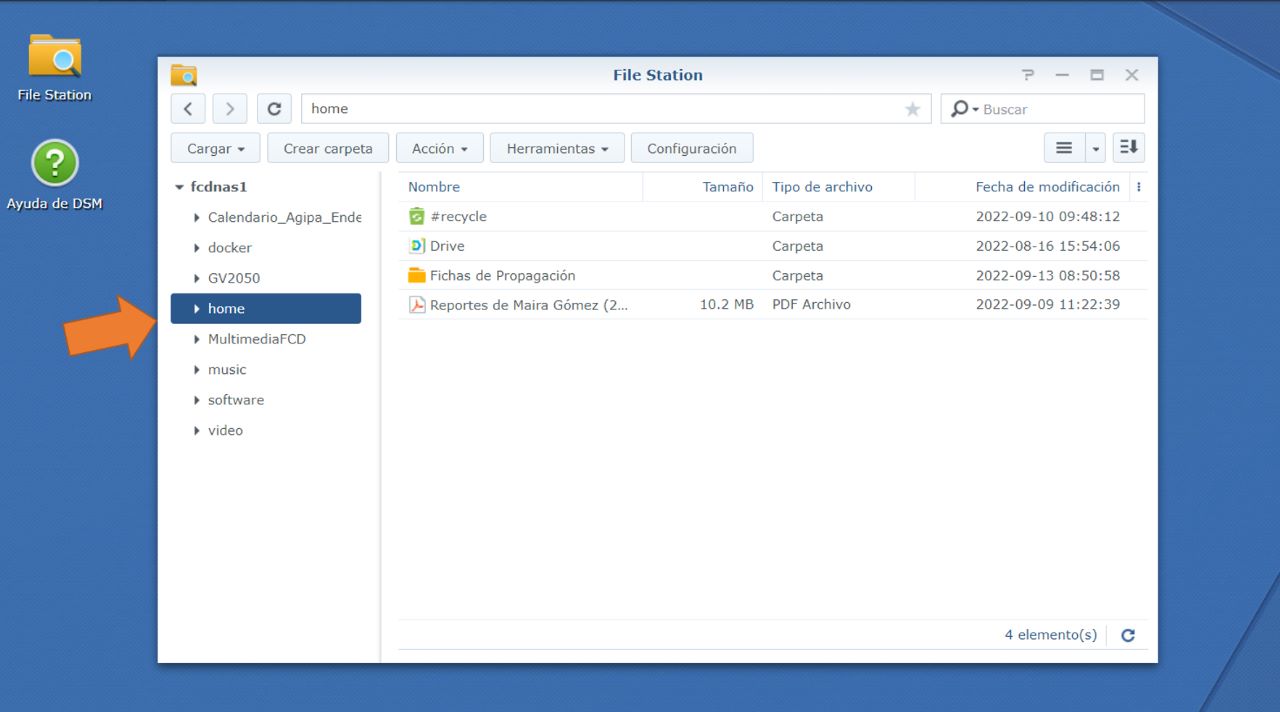 File Station
Ayuda de DSM
File Station
home
Buscar
Cargar
Crear carpeta
Acción
Herramientas
Configuración
fcdnas1
Calendario_Agipa_Ende
docker
GV2050
home
MultimediaFCD
music
software
video
Nombre Tamaño Tipo de archivo Fecha de modificación
#recycle Carpeta 2022-09-10 09:48:12
Drive Carpeta 2022-08-16 15:54:06
Fichas de Propagación Carpeta 2022-09-13 08:50:58
Reportes de Maira Gómez (2... 10.2 MB PDF Archivo 2022-09-09 11:22:39
4 elemento(s)